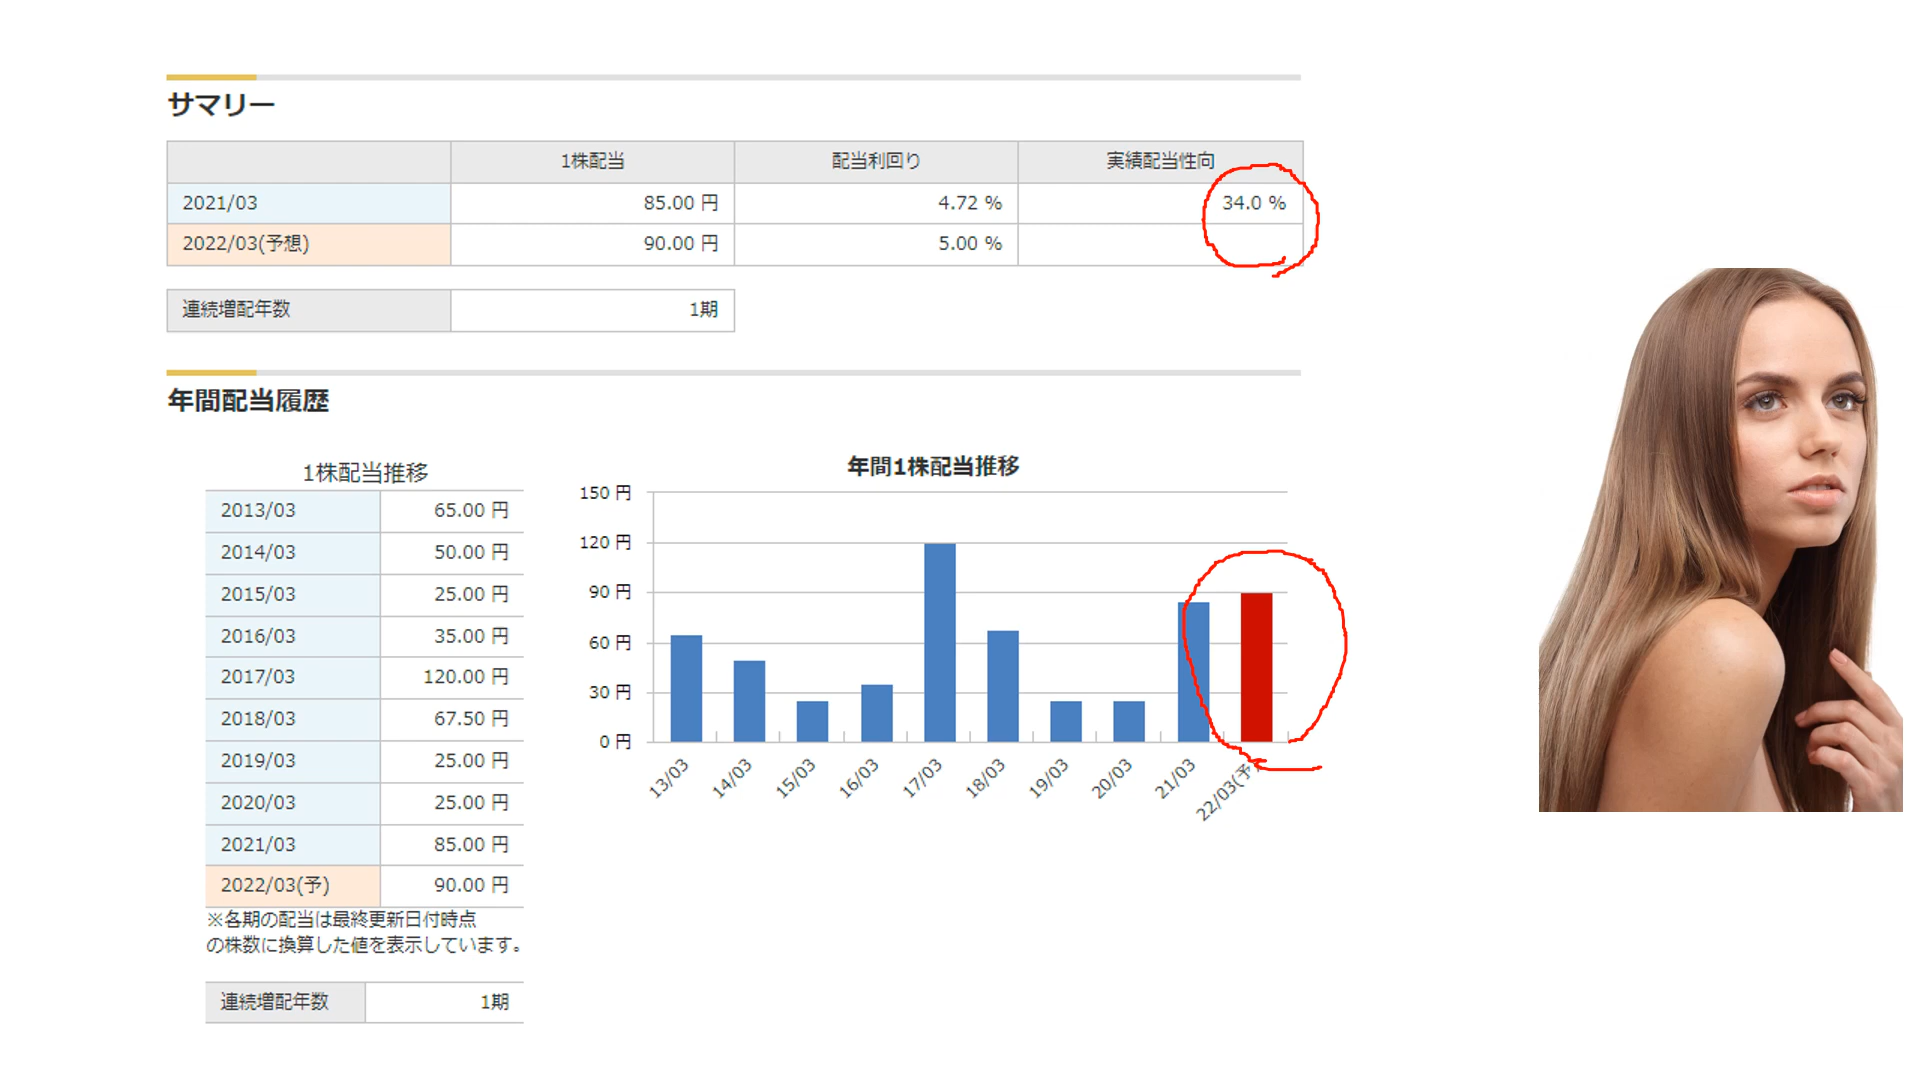 サマリー
1株配当 配当利回り 実績配当性向
2021/03 85.00 円 4.72 % 34.0 %
2022/03(予想) 90.00 円 5.00 %
連続増配年数 1期
年間配当履歴
1株配当推移
2013/03 65.00 円
2014/03 50.00 円
2015/03 25.00 円
2016/03 35.00 円
2017/03 120.00 円
2018/03 67.50 円
2019/03 25.00 円
2020/03 25.00 円
2021/03 85.00 円
2022/03(予) 90.00 円
※各期の配当は最終更新日付時点
の株数に換算した値を表示しています。
連続増配年数 1期
年間1株配当推移
150 円
120 円
90 円
60 円
30 円
0 円
13/03 14/03 15/03 16/03 17/03 18/03 19/03 20/03 21/03 22/03(予